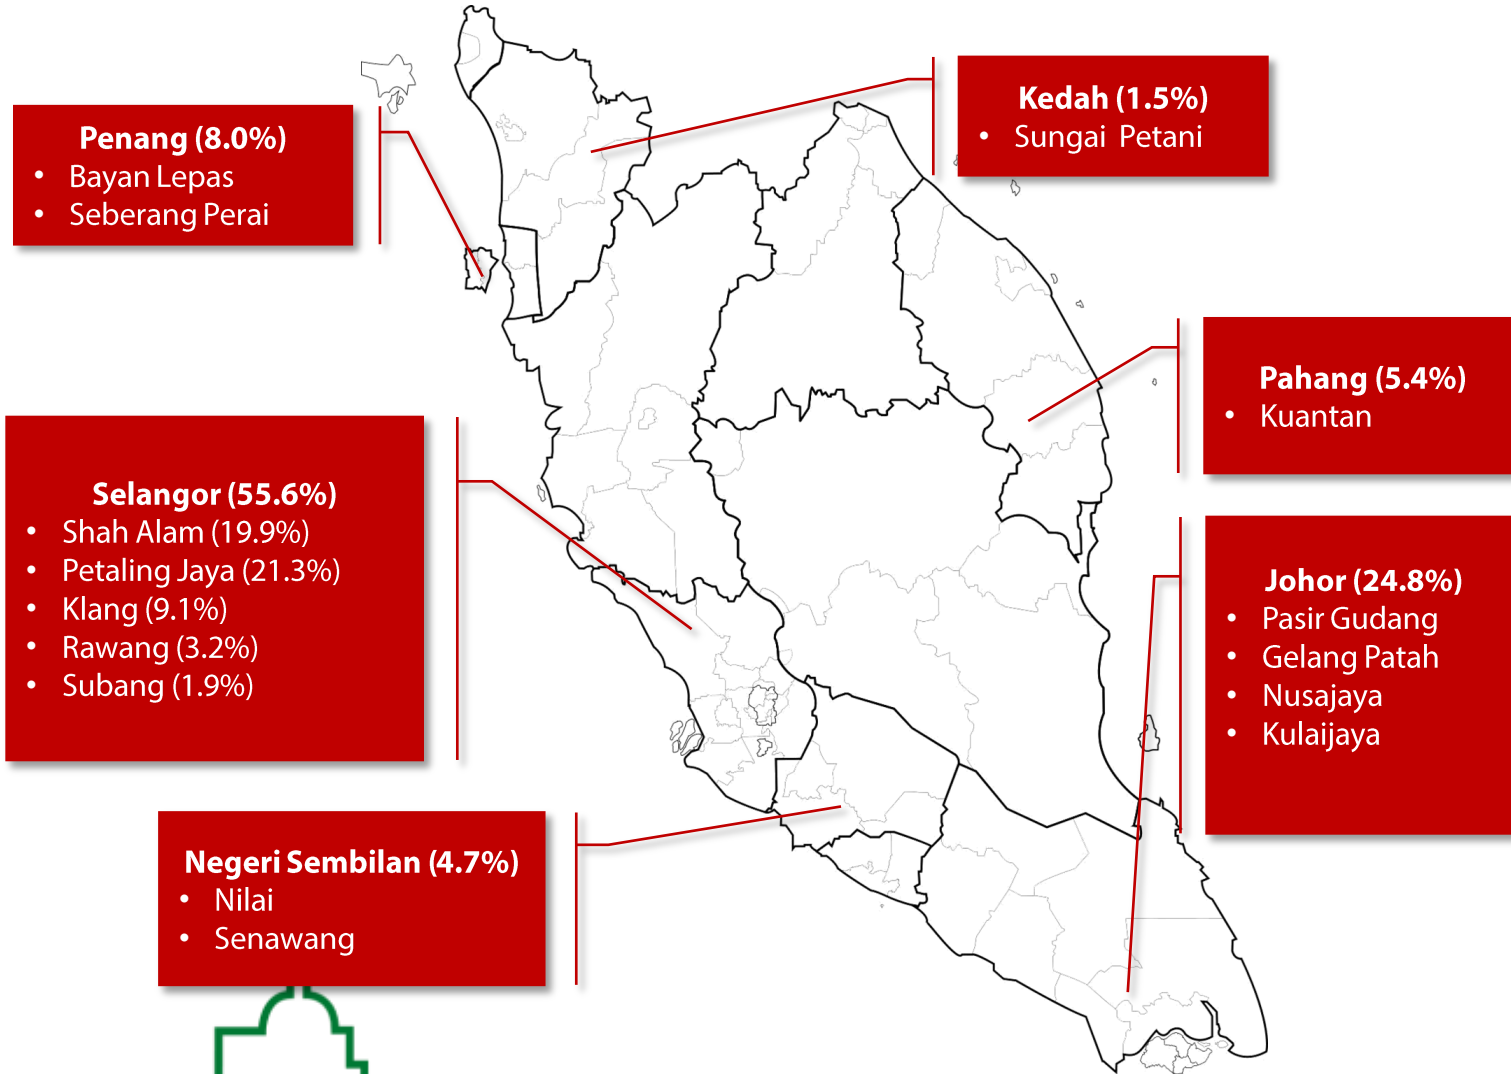 Penang (8.0%)
• Bayan Lepas
• Seberang Perai
Kedah (1.5%)
• Sungai Petani
Pahang (5.4%)
• Kuantan
Selangor (55.6%)
• Shah Alam (19.9%)
• Petaling Jaya (21.3%)
• Klang (9.1%)
• Rawang (3.2%)
• Subang (1.9%)
Johor (24.8%)
• Pasir Gudang
• Gelang Patah
• Nusajaya
• Kulaijaya
Negeri Sembilan (4.7%)
• Nilai
• Senawang